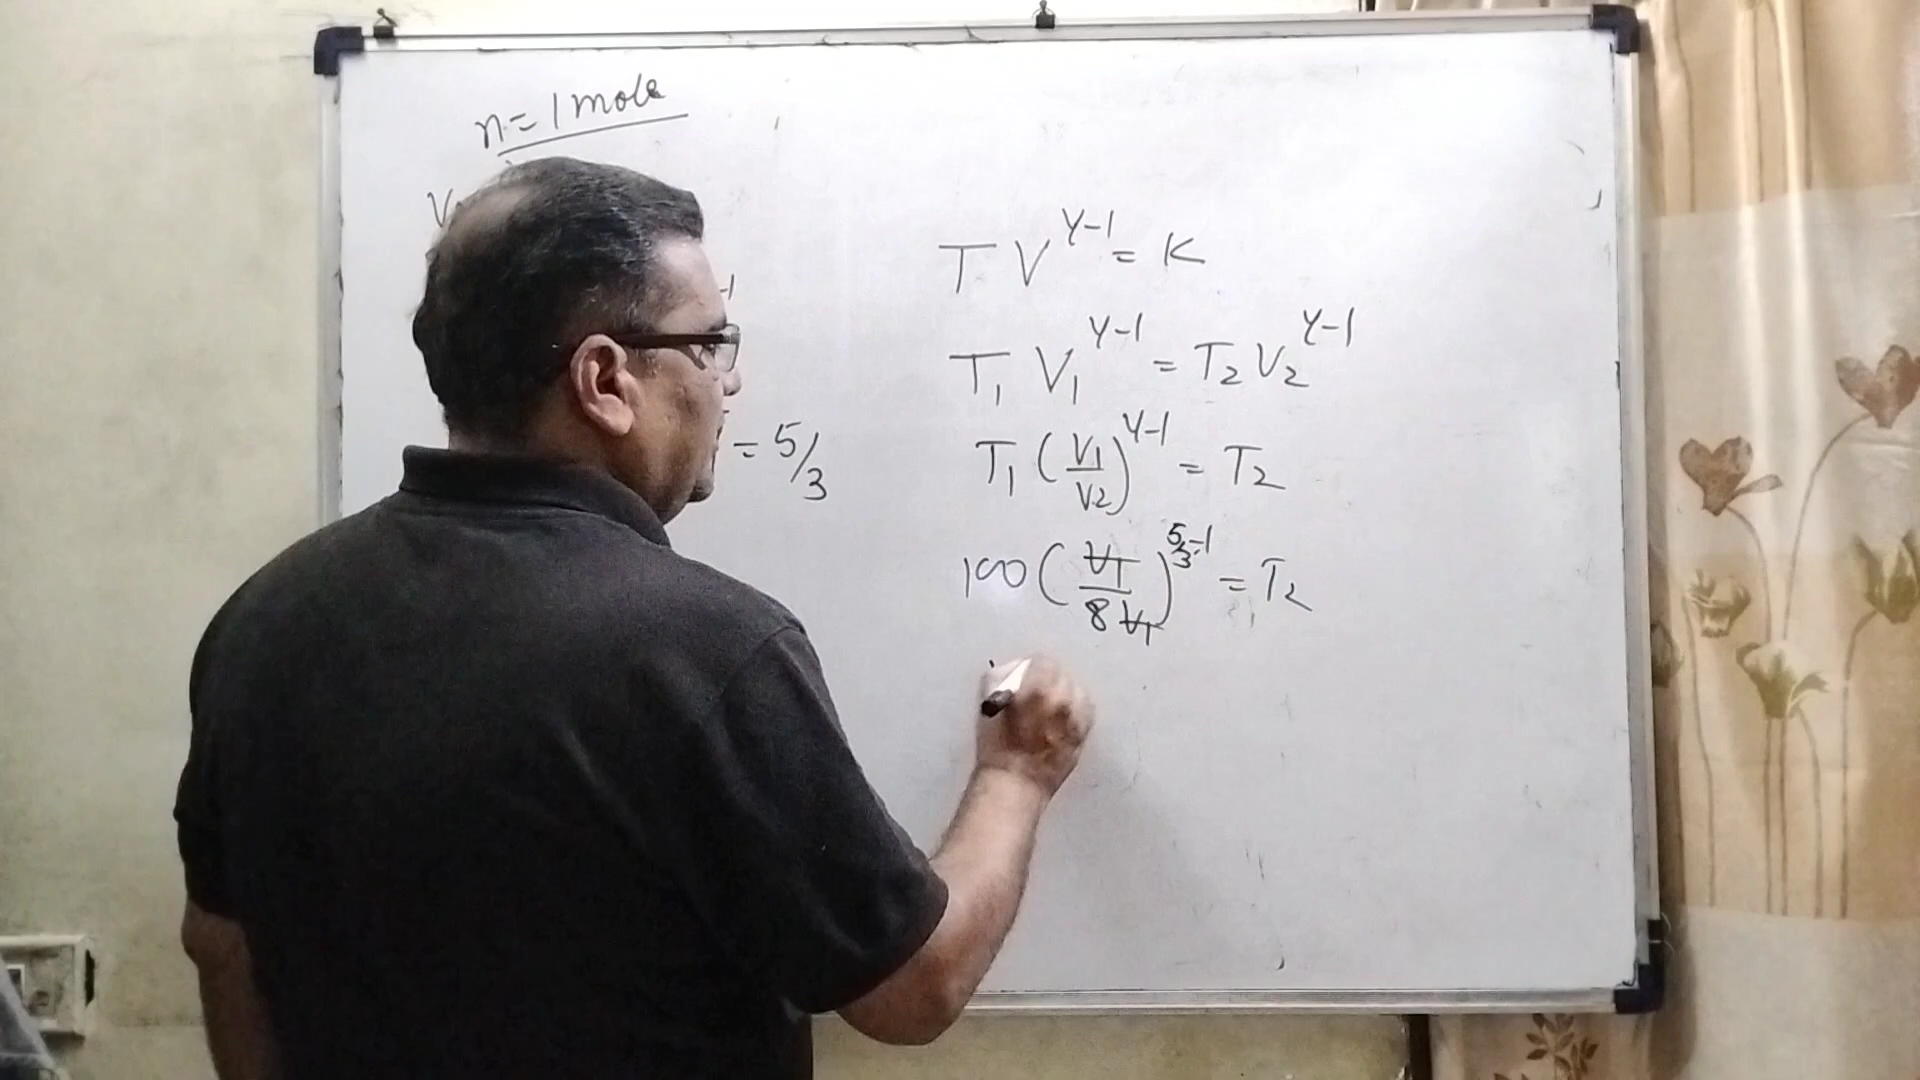 n = 1 mole
V
-1
= 5/3
T V^γ-1 = K
T₁ V₁^γ-1 = T₂ V₂^γ-1
T₁ (V₁/V₂)^γ-1 = T₂
100 (V₁/8V₁)^5/3-1 = T₂